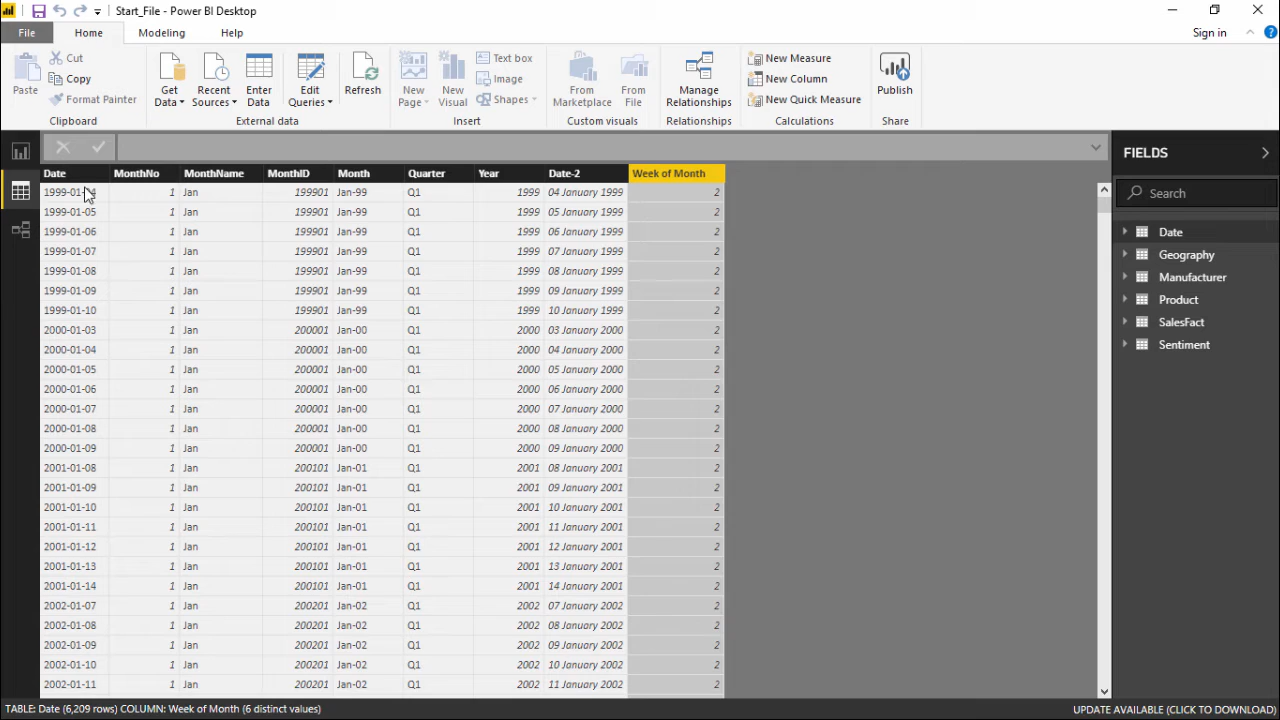 Start_File - Power BI Desktop
File Home Modeling Help Sign in
Paste Cut Copy Format Painter
Get Data Recent Sources Enter Data Edit Queries Refresh
New Page New Visual Text box Image Shapes
From Marketplace From File Manage Relationships
New Measure New Column New Quick Measure Publish
Clipboard External data Insert Custom visuals Relationships Calculations Share
FIELDS
Search
Date
Geography
Manufacturer
Product
SalesFact
Sentiment
Date MonthNo MonthName MonthID Month Quarter Year Date-2 Week of Month
1999-01-04 1 Jan 199901 Jan-99 Q1 1999 04 January 1999 2
1999-01-05 1 Jan 199901 Jan-99 Q1 1999 05 January 1999 2
1999-01-06 1 Jan 199901 Jan-99 Q1 1999 06 January 1999 2
1999-01-07 1 Jan 199901 Jan-99 Q1 1999 07 January 1999 2
1999-01-08 1 Jan 199901 Jan-99 Q1 1999 08 January 1999 2
1999-01-09 1 Jan 199901 Jan-99 Q1 1999 09 January 1999 2
1999-01-10 1 Jan 199901 Jan-99 Q1 1999 10 January 1999 2
2000-01-03 1 Jan 200001 Jan-00 Q1 2000 03 January 2000 2
2000-01-04 1 Jan 200001 Jan-00 Q1 2000 04 January 2000 2
2000-01-05 1 Jan 200001 Jan-00 Q1 2000 05 January 2000 2
2000-01-06 1 Jan 200001 Jan-00 Q1 2000 06 January 2000 2
2000-01-07 1 Jan 200001 Jan-00 Q1 2000 07 January 2000 2
2000-01-08 1 Jan 200001 Jan-00 Q1 2000 08 January 2000 2
2000-01-09 1 Jan 200001 Jan-00 Q1 2000 09 January 2000 2
2001-01-08 1 Jan 200101 Jan-01 Q1 2001 08 January 2001 2
2001-01-09 1 Jan 200101 Jan-01 Q1 2001 09 January 2001 2
2001-01-10 1 Jan 200101 Jan-01 Q1 2001 10 January 2001 2
2001-01-11 1 Jan 200101 Jan-01 Q1 2001 11 January 2001 2
2001-01-12 1 Jan 200101 Jan-01 Q1 2001 12 January 2001 2
2001-01-13 1 Jan 200101 Jan-01 Q1 2001 13 January 2001 2
2001-01-14 1 Jan 200101 Jan-01 Q1 2001 14 January 2001 2
2002-01-07 1 Jan 200201 Jan-02 Q1 2002 07 January 2002 2
2002-01-08 1 Jan 200201 Jan-02 Q1 2002 08 January 2002 2
2002-01-09 1 Jan 200201 Jan-02 Q1 2002 09 January 2002 2
2002-01-10 1 Jan 200201 Jan-02 Q1 2002 10 January 2002 2
2002-01-11 1 Jan 200201 Jan-02 Q1 2002 11 January 2002 2
TABLE: Date (6,209 rows) COLUMN: Week of Month (6 distinct values) UPDATE AVAILABLE (CLICK TO DOWNLOAD)